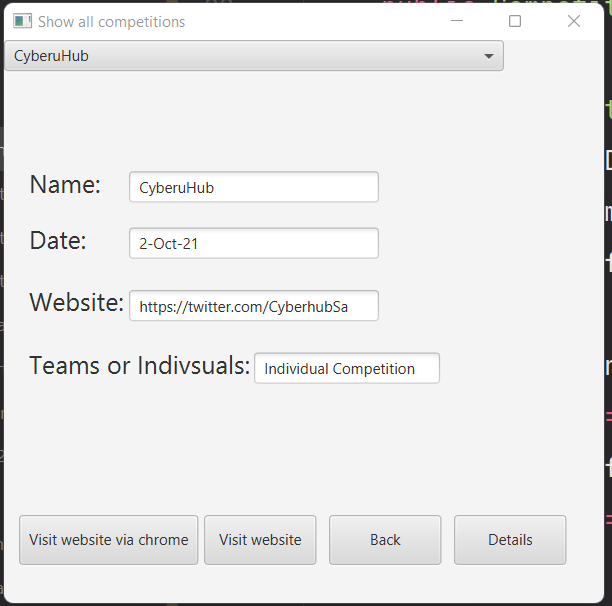 Show all competitions
CyberuHub
Name: CyberuHub
Date: 2-Oct-21
Website: https://twitter.com/CyberhubSa
Teams or Indivsuals: Individual Competition
Visit website via chrome Visit website Back Details